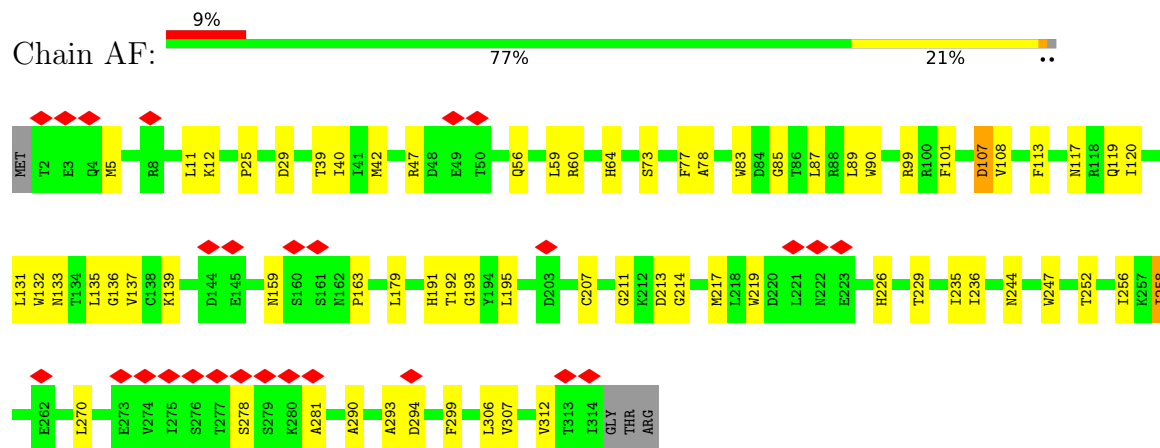 9%
Chain AF:
77% 21% ••
MET T2 E3 Q4 M5 R8 L11 K12 P25 D29 T39 I40 I41 M42 R47 D48 E49 T50 Q56 L59 R60 H64 S73 F77 A78 W83 D84 G85 T86 L87 R88 L89 W90 R99 R100 F101 D107 V108 F113 N117 R118 Q119 I120
L131 W132 N133 T134 L135 G136 V137 C138 K139 D144 E145 N159 S160 S161 N162 P163 L179 H191 T192 G193 Y194 L195 D203 C207 G211 K212 D213 G214 M217 L218 W219 D220 L221 N222 E223 H226 T229 I235 I236 N244 W247 T252 I256 K257 I258
E262 L270 E273 V274 I275 S276 T277 S278 S279 K280 A281 A290 A293 D294 F299 L306 V307 V312 T313 I314 GLY THR ARG